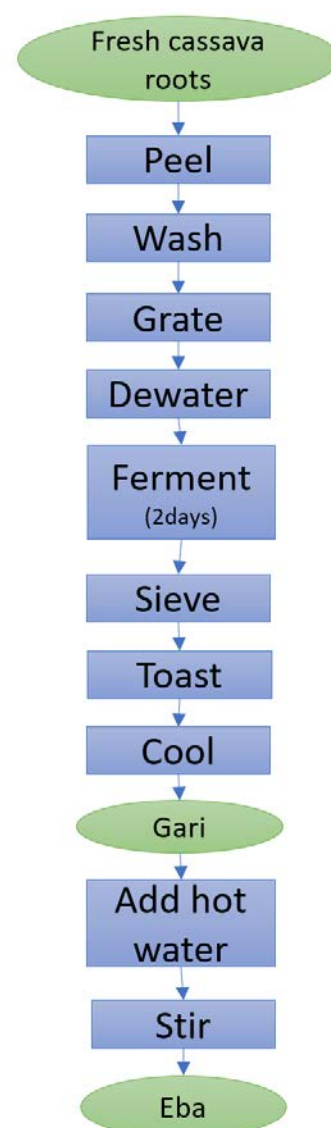 Fresh cassava
roots
Peel
Wash
Grate
Dewater
Ferment
(2days)
Sieve
Toast
Cool
Gari
Add hot
water
Stir
Eba